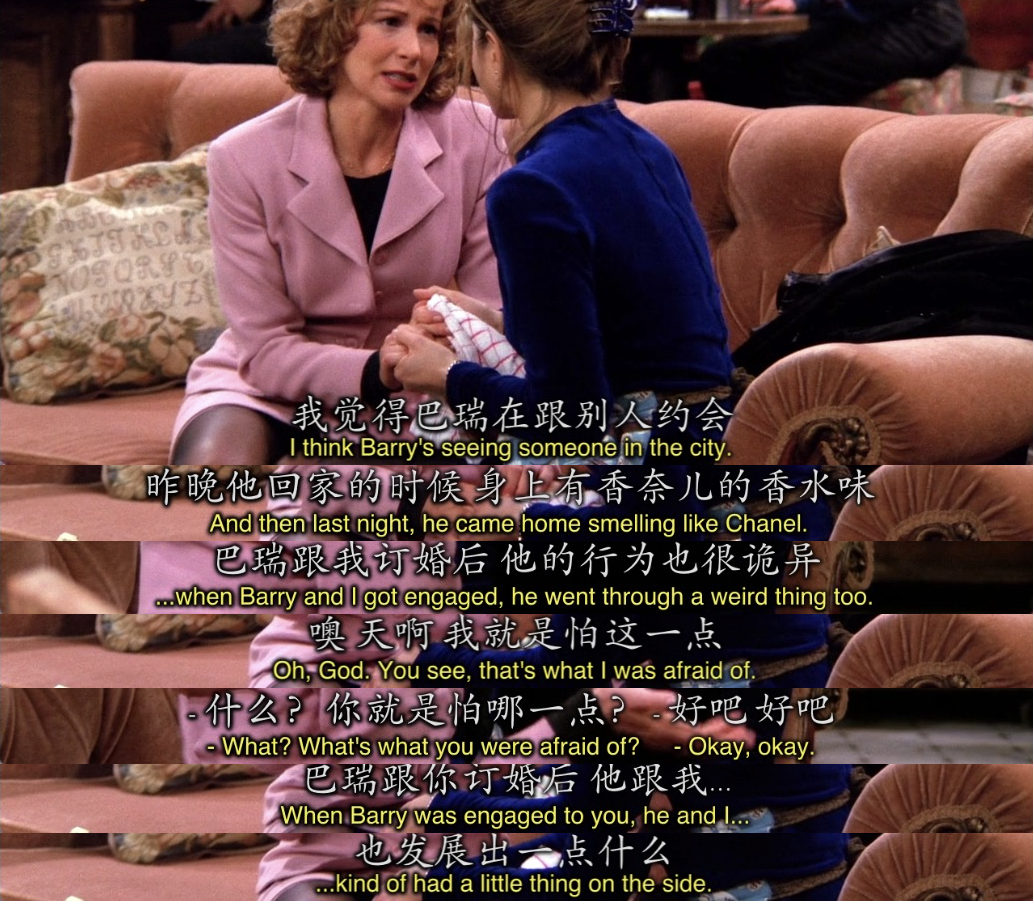 我觉得巴瑞在跟别人约会
I think Barry's seeing someone in the city.
昨晚他回家的时候 身上有香奈儿的香水味
And then last night, he came home smelling like Chanel.
巴瑞跟我订婚后 他的行为也很诡异
...when Barry and I got engaged, he went through a weird thing too.
噢 天啊 我就是怕这一点
Oh, God. You see, that's what I was afraid of.
- 什么? 你就是怕哪一点? - 好吧 好吧
- What? What's what you were afraid of? - Okay, okay.
巴瑞跟你订婚后 他跟我...
When Barry was engaged to you, he and I...
也发展出一点什么
...kind of had a little thing on the side.